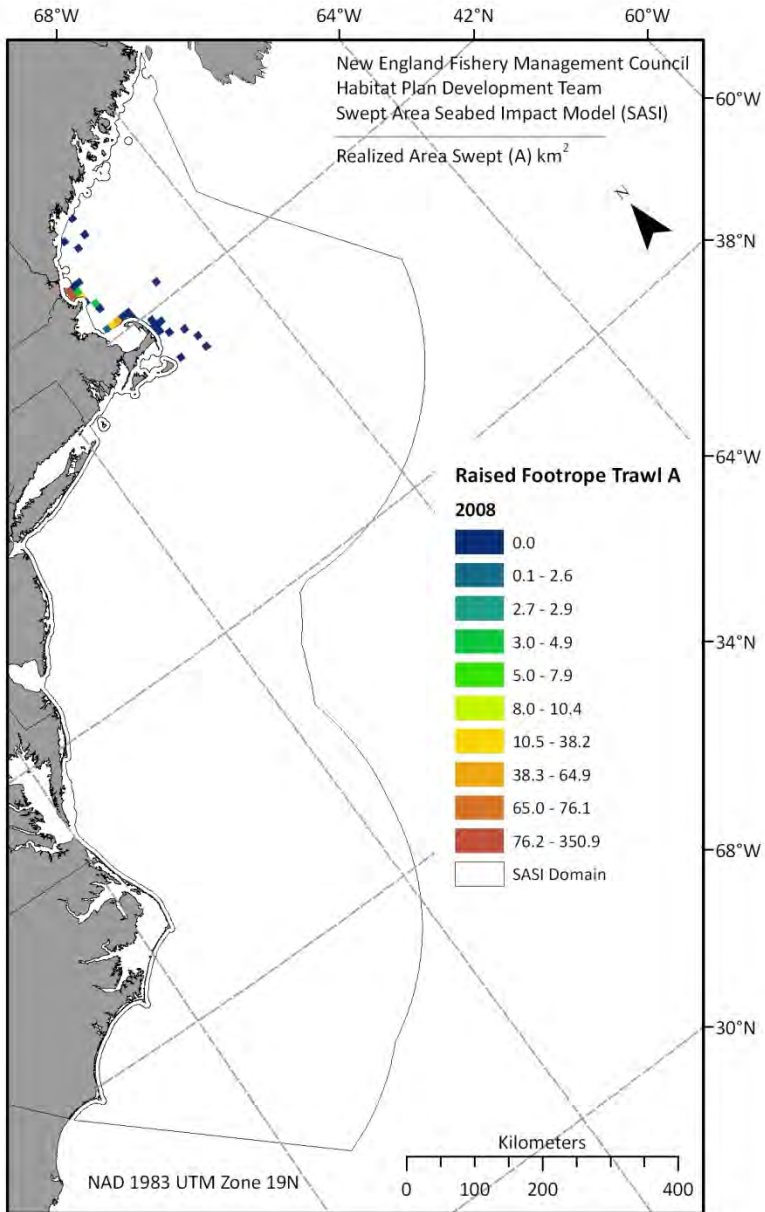 68°W 64°W 42°N 60°W
New England Fishery Management Council
Habitat Plan Development Team
Swept Area Seabed Impact Model (SASI)
Realized Area Swept (A) km²
60°W
N
38°N
64°W
Raised Footrope Trawl A
2008
0.0
0.1 - 2.6
2.7 - 2.9
3.0 - 4.9
34°N
5.0 - 7.9
8.0 - 10.4
10.5 - 38.2
38.3 - 64.9
65.0 - 76.1
76.2 - 350.9
68°W
SASI Domain
30°N
Kilometers
NAD 1983 UTM Zone 19N
0 100 200 300 400